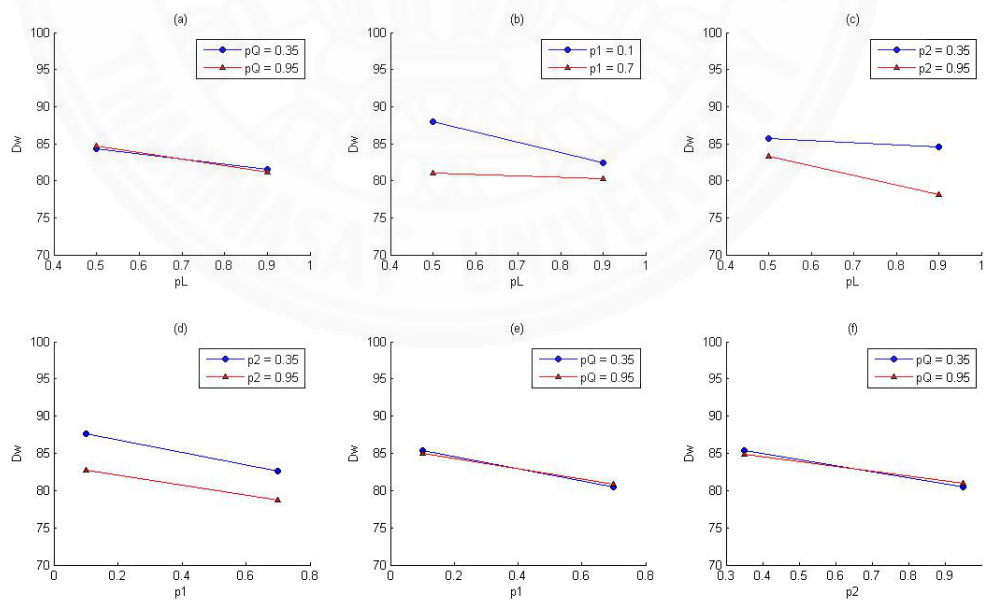 (a)
100
95
90
85
80
75
70
Dw
0.4 0.5 0.6 0.7 0.8 0.9 1
pL
pQ = 0.35
pQ = 0.95
(b)
100
95
90
85
80
75
70
Dw
0.4 0.5 0.6 0.7 0.8 0.9 1
pL
p1 = 0.1
p1 = 0.7
(c)
100
95
90
85
80
75
70
Dw
0.4 0.5 0.6 0.7 0.8 0.9 1
pL
p2 = 0.35
p2 = 0.95
(d)
100
95
90
85
80
75
70
Dw
0 0.2 0.4 0.6 0.8
p1
p2 = 0.35
p2 = 0.95
(e)
100
95
90
85
80
75
70
Dw
0 0.2 0.4 0.6 0.8
p1
pQ = 0.35
pQ = 0.95
(f)
100
95
90
85
80
75
70
Dw
0.3 0.4 0.5 0.6 0.7 0.8 0.9
p2
pQ = 0.35
pQ = 0.95
THAMMASAT UNIVERSITY